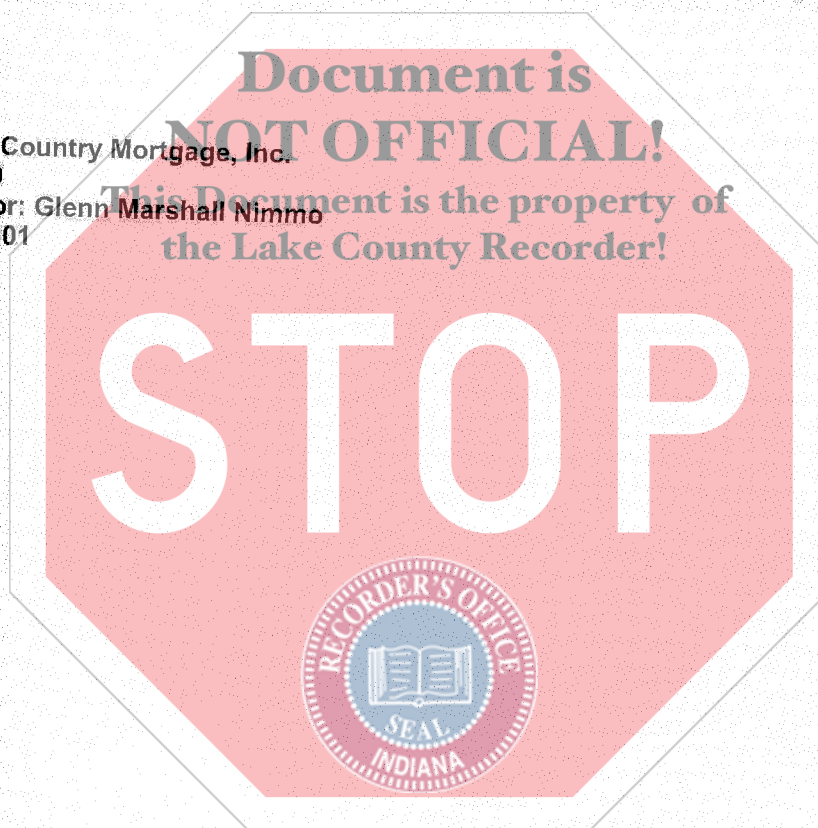 Document is
NOT OFFICIAL!
Country Mortgage, Inc.
This Document is the property of
or: Glenn Marshall Nimmo
01
the Lake County Recorder!
STOP
RECORDER'S OFFICE
SEAL
INDIANA